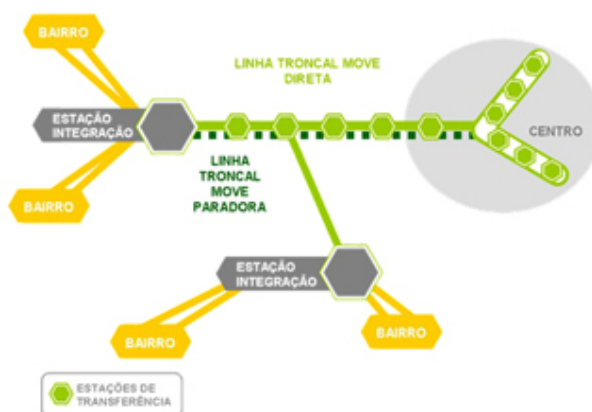 BAIRRO
LINHA TRONCAL MOVE
DIRETA
ESTAÇÃO
INTEGRAÇÃO
CENTRO
LINHA
TRONCAL
MOVE
PARADORA
BAIRRO
ESTAÇÃO
INTEGRAÇÃO
BAIRRO
BAIRRO
ESTAÇÕES DE
TRANSFERÊNCIA